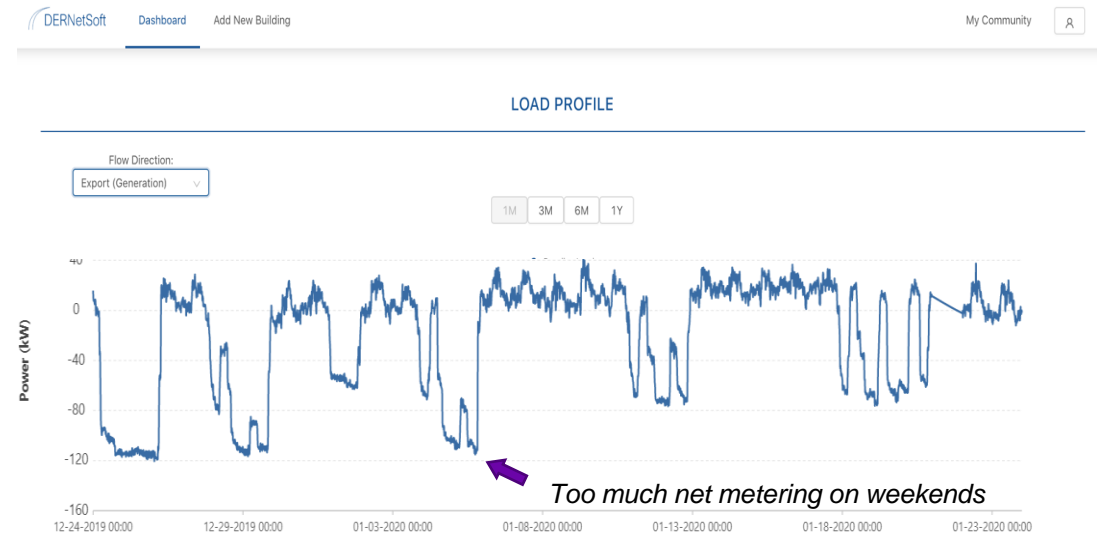 DERNetSoft Dashboard Add New Building My Community
LOAD PROFILE
Flow Direction:
Export (Generation)
1M 3M 6M 1Y
40
0
-40
-80
-120
-160
Power (kW)
Too much net metering on weekends
12-24-2019 00:00 12-29-2019 00:00 01-03-2020 00:00 01-08-2020 00:00 01-13-2020 00:00 01-18-2020 00:00 01-23-2020 00:00